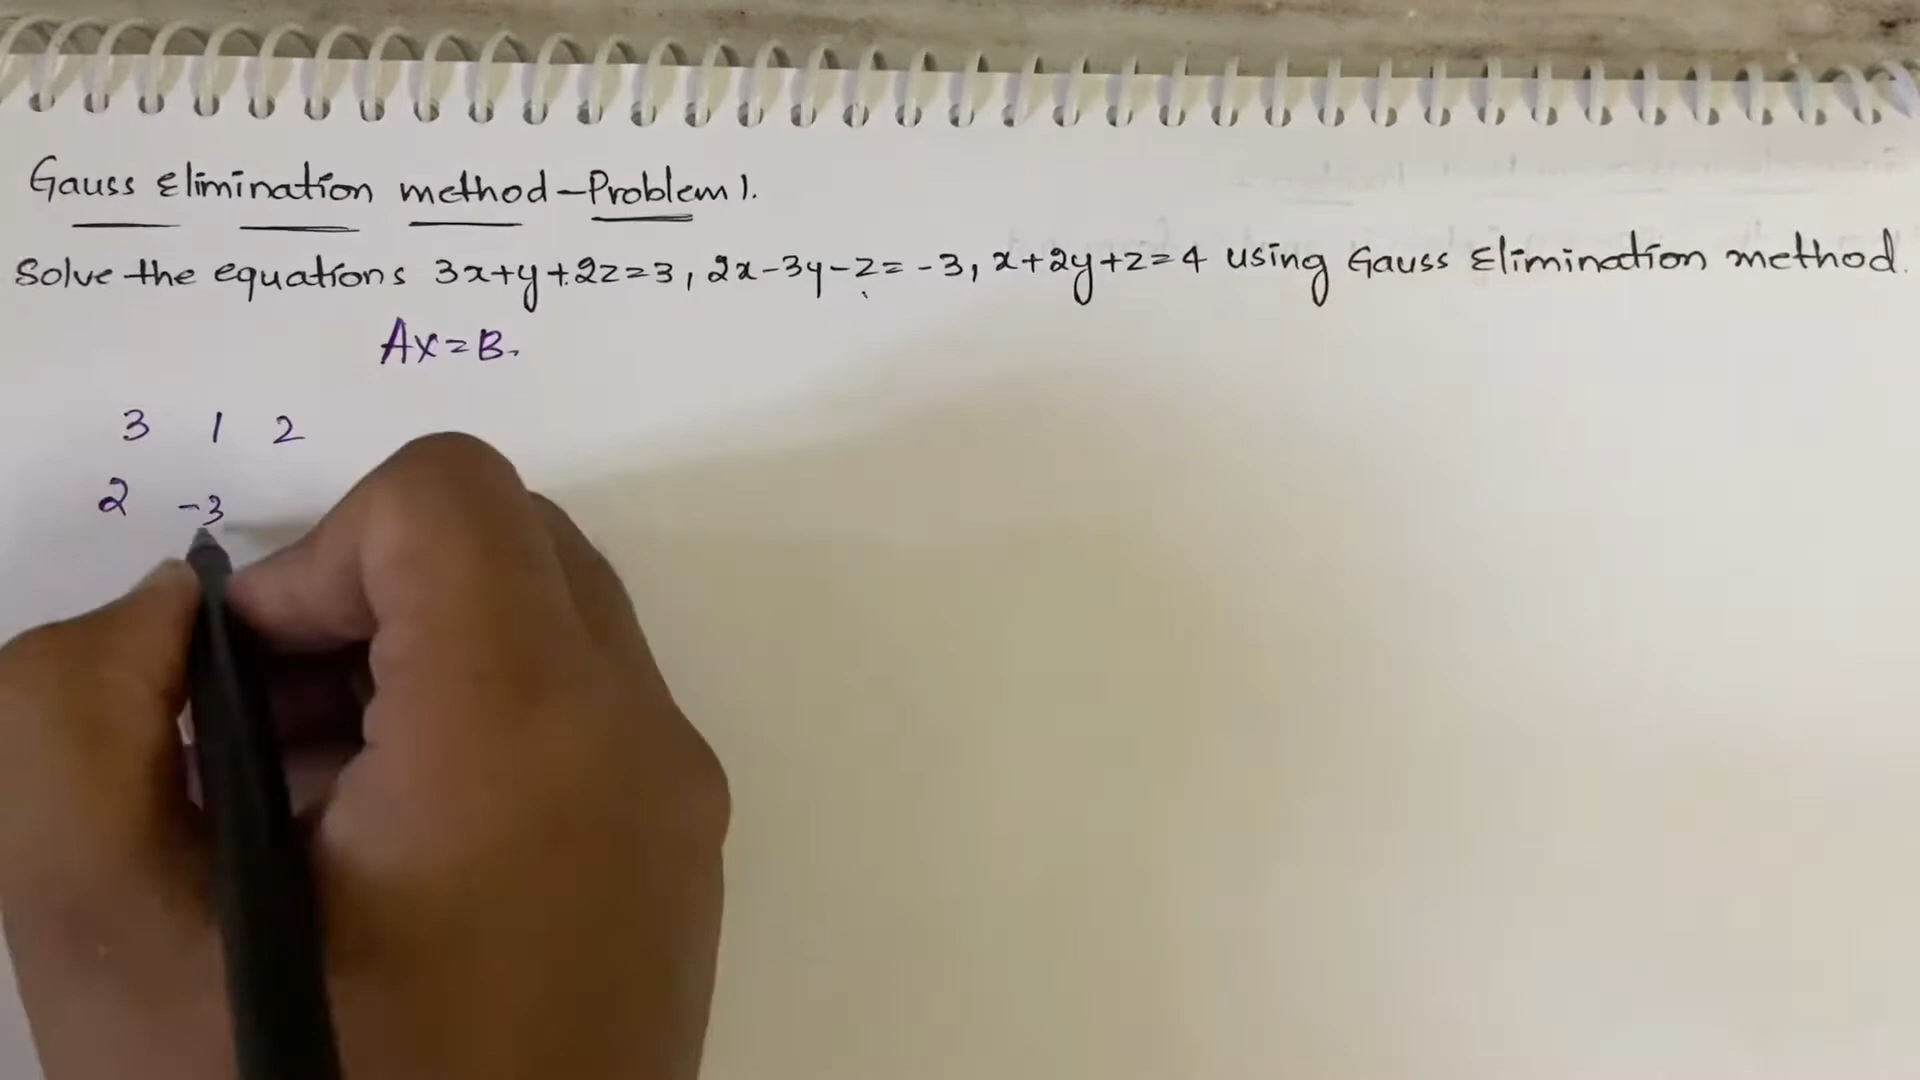 Gauss Elimination method-Problem 1.
Solve the equations 3x+y+2z=3, 2x-3y-z=-3, x+2y+z=4 using Gauss Elimination method.
AX=B.
3 1 2
2 -3